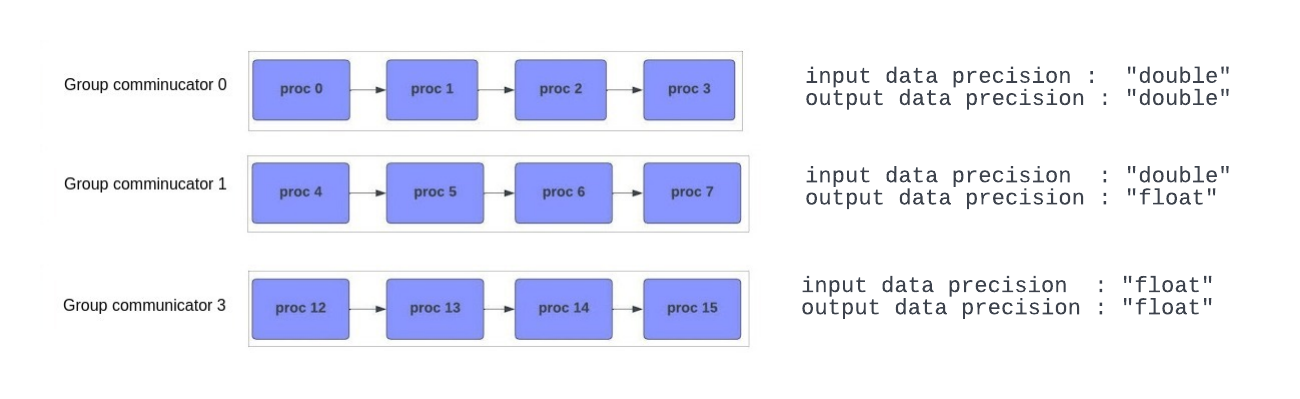 Group comminucator 0
proc 0
proc 1
proc 2
proc 3
input data precision :  "double"
output data precision : "double"
Group comminucator 1
proc 4
proc 5
proc 6
proc 7
input data precision  : "double"
output data precision : "float"
Group communicator 3
proc 12
proc 13
proc 14
proc 15
input data precision  : "float"
output data precision : "float"